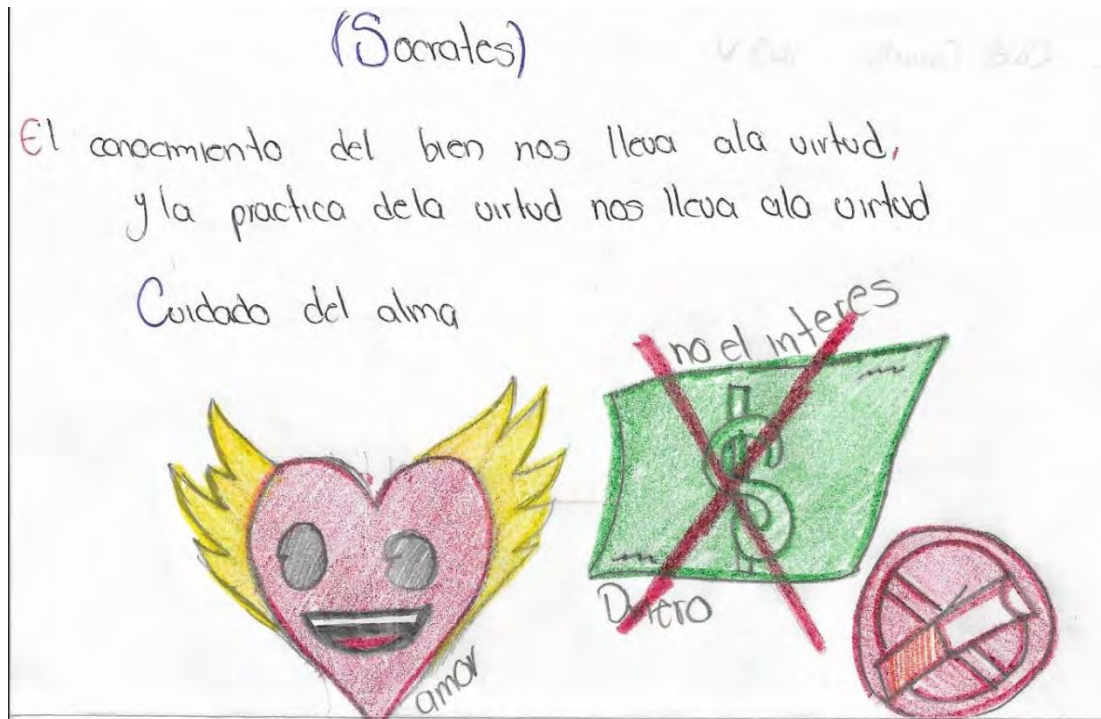 (Socrates)
El conocimiento del bien nos lleva ala virtud,
y la practica dela virtud nos lleva ala virtud
Cuidado del alma
no el interes
$
Dinero
amor